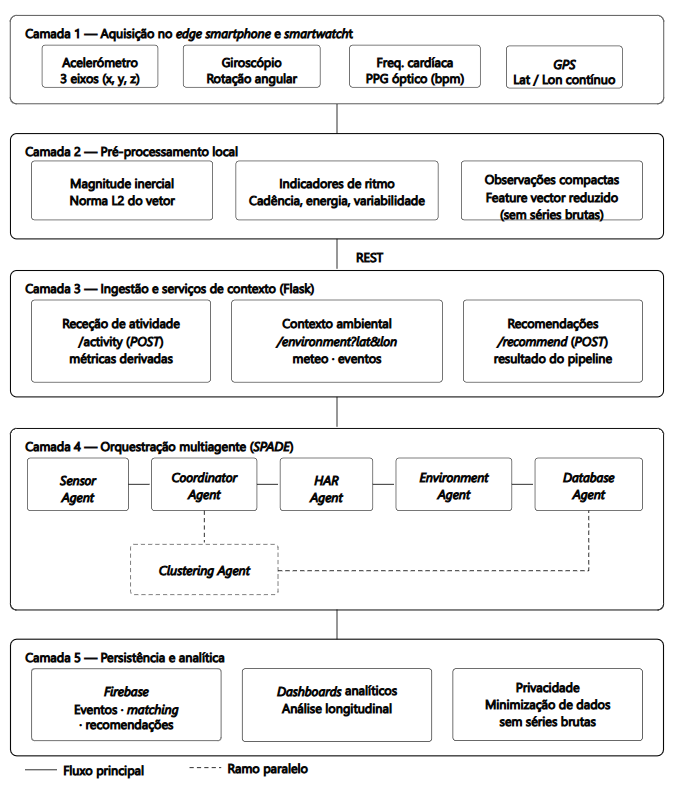 Camada 1 — Aquisição no edge smartphone e smartwatcht
Acelerómetro
3 eixos (x, y, z)
Giroscópio
Rotação angular
Freq. cardíaca
PPG óptico (bpm)
GPS
Lat / Lon contínuo
Camada 2 — Pré-processamento local
Magnitude inercial
Norma L2 do vetor
Indicadores de ritmo
Cadência, energia, variabilidade
Observações compactas
Feature vector reduzido
(sem séries brutas)
REST
Camada 3 — Ingestão e serviços de contexto (Flask)
Receção de atividade
/activity (POST)
métricas derivadas
Contexto ambiental
/environment?lat&lon
meteo · eventos
Recomendações
/recommend (POST)
resultado do pipeline
Camada 4 — Orquestração multiagente (SPADE)
Sensor
Agent
Coordinator
Agent
HAR
Agent
Environment
Agent
Database
Agent
Clustering Agent
Camada 5 — Persistência e analítica
Firebase
Eventos · matching
· recomendações
Dashboards analíticos
Análise longitudinal
Privacidade
Minimização de dados
sem séries brutas
Fluxo principal
Ramo paralelo